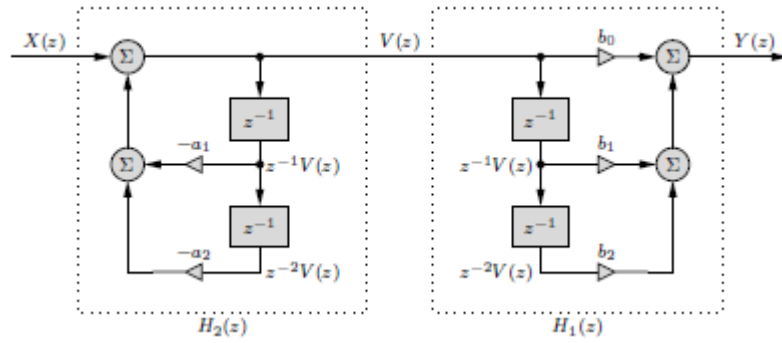 X(z) Σ V(z) b₀ Σ Y(z)
z⁻¹ z⁻¹
Σ −a₁ z⁻¹V(z) z⁻¹V(z) b₁ Σ
z⁻¹ z⁻¹
−a₂ z⁻²V(z) z⁻²V(z) b₂
H₂(z) H₁(z)